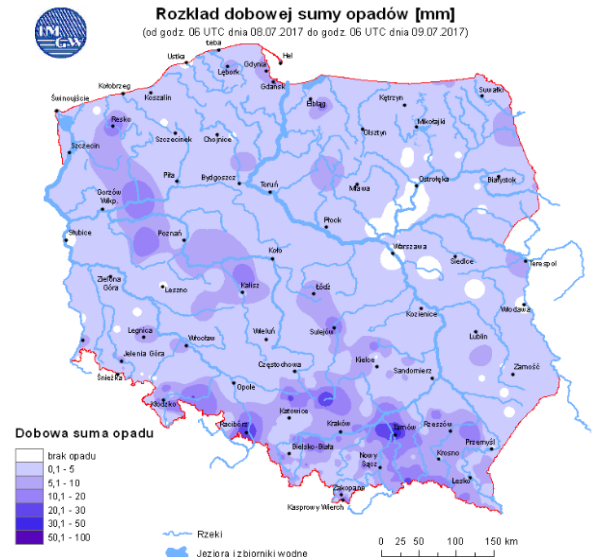 IM
GW
Rozkład dobowej sumy opadów [mm]
(od godz. 06 UTC dnia 08.07.2017 do godz. 06 UTC dnia 09.07.2017)
Łeba
Ustka
Hel
Gdynia
Lębork
Gdańsk
Kołobrzeg
Koszalin
Świnoujście
Resko
Elbląg
Kętrzyn
Suwałki
Mikołajki
Olsztyn
Szczecinek
Chojnice
Szczecin
Piła
Bydgoszcz
Toruń
Mława
Ostrołęka
Białystok
Gorzów
Wlkp.
Płock
Słubice
Poznań
Koło
Warszawa
Siedlce
Terespol
Zielona
Góra
Leszno
Kalisz
Łódź
Kozienice
Włodawa
Legnica
Wrocław
Wieluń
Sulejów
Lublin
Jelenia Góra
Śnieżka
Opole
Częstochowa
Kielce
Sandomierz
Zamość
Kłodzko
Racibórz
Katowice
Kraków
Tarnów
Rzeszów
Bielsko-Biała
Nowy
Sącz
Krosno
Przemyśl
Lesko
Zakopane
Kasprowy Wierch
Dobowa suma opadu
brak opadu
0,1 - 5
5,1 - 10
10,1 - 20
20,1 - 30
30,1 - 50
50,1 - 100
Rzeki
Jeziora i zbiorniki wodne
0 25 50 100 150 km